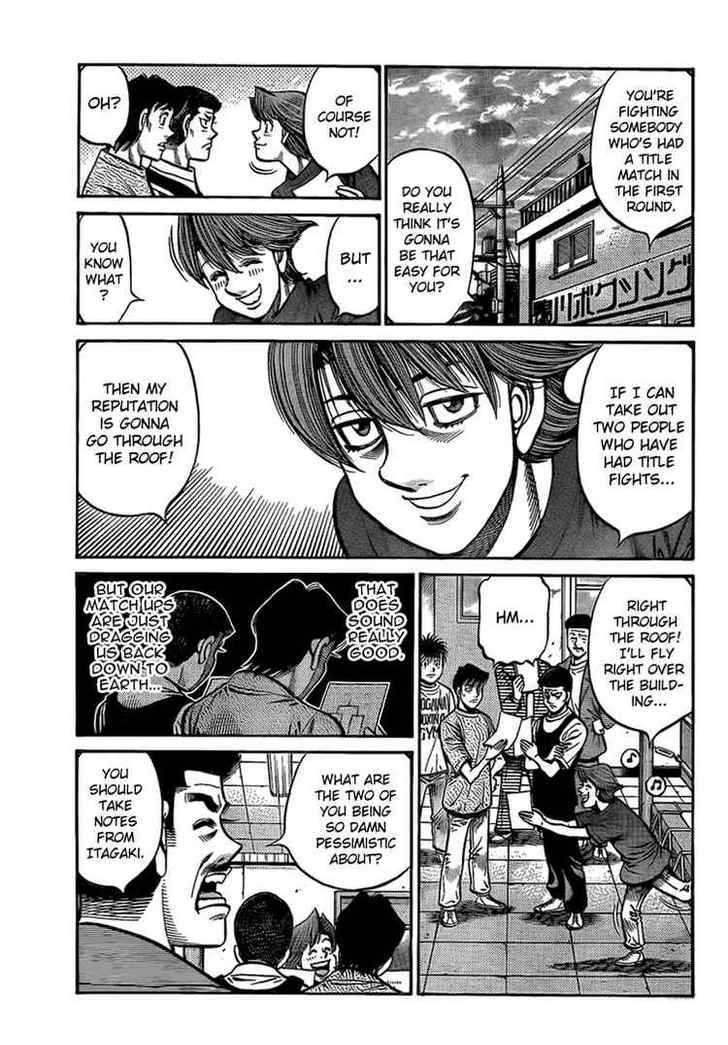 YOU'RE
FIGHTING
SOMEBODY
WHO'S HAD
A TITLE
MATCH
IN THE
FIRST
ROUND.
DO YOU
REALLY
THINK IT'S
GONNA
BE THAT
EASY FOR
YOU?
ボクシング
OF
COURSE
NOT!
OH?
BUT
...
YOU
KNOW
WHAT
?
IF I CAN
TAKE OUT
TWO PEOPLE
WHO HAVE
HAD TITLE
FIGHTS...
THEN MY
REPUTATION
IS GONNA
GO THROUGH
THE ROOF!
RIGHT
THROUGH
THE ROOF!
I'LL FLY
RIGHT OVER
THE BUILD-
ING...
HM...
THAT
DOES
SOUND
REALLY
GOOD.
BUT OUR
MATCH UPS
ARE JUST
DRAGGING
US BACK
DOWN TO
EARTH...
WHAT ARE
THE TWO OF
YOU BEING
SO DAMN
PESSIMISTIC
ABOUT?
YOU
SHOULD
TAKE
NOTES
FROM
ITAGAKI.